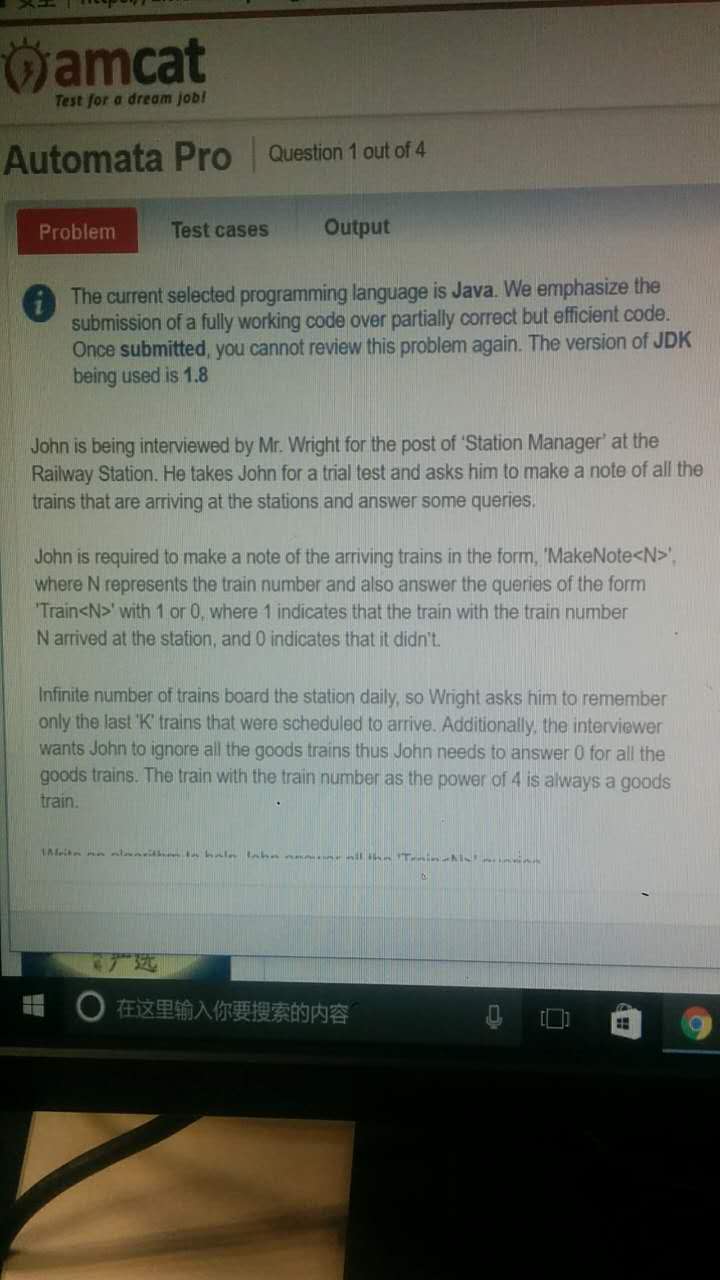 amcat
Test for a dream job!
Automata Pro
Question 1 out of 4
Problem
Test cases
Output
The current selected programming language is Java. We emphasize the
submission of a fully working code over partially correct but efficient code.
Once submitted, you cannot review this problem again. The version of JDK
being used is 1.8
John is being interviewed by Mr. Wright for the post of 'Station Manager' at the
Railway Station. He takes John for a trial test and asks him to make a note of all the
trains that are arriving at the stations and answer some queries.
John is required to make a note of the arriving trains in the form, 'MakeNote<N>',
where N represents the train number and also answer the queries of the form
'Train<N>' with 1 or 0, where 1 indicates that the train with the train number
N arrived at the station, and 0 indicates that it didn't.
Infinite number of trains board the station daily, so Wright asks him to remember
only the last 'K' trains that were scheduled to arrive. Additionally, the interviewer
wants John to ignore all the goods trains thus John needs to answer 0 for all the
goods trains. The train with the train number as the power of 4 is always a goods
train.
在这里输入你要搜索的内容